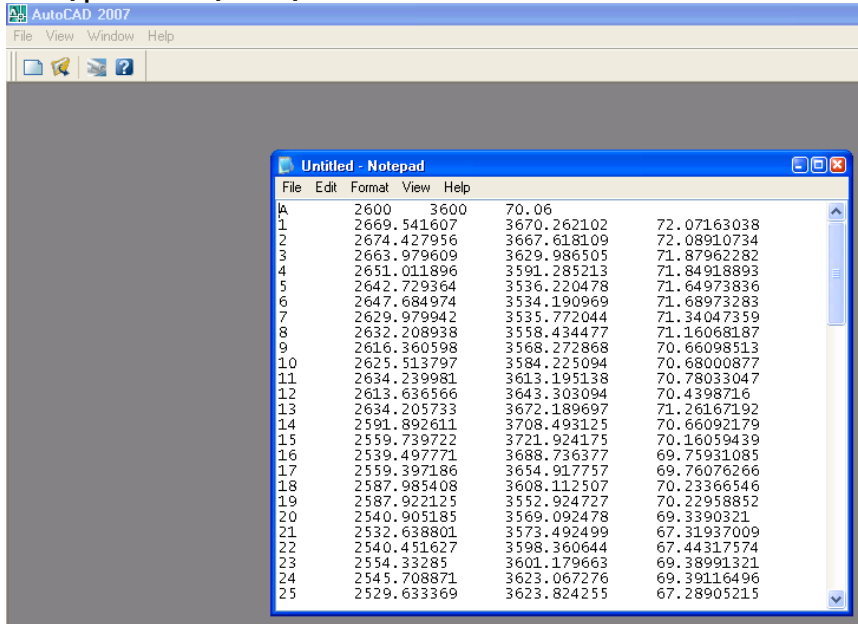 AutoCAD 2007
File View Window Help
Untitled - Notepad
File Edit Format View Help
A 2600 3600 70.06
1 2669.541607 3670.262102 72.07163038
2 2674.427956 3667.618109 72.08910734
3 2663.979609 3629.986505 71.87962282
4 2651.011896 3591.285213 71.84918893
5 2642.729364 3536.220478 71.64973836
6 2647.684974 3534.190969 71.68973283
7 2629.979942 3535.772044 71.34047359
8 2632.208938 3558.434477 71.16068187
9 2616.360598 3568.272868 70.66098513
10 2625.513797 3584.225094 70.68000877
11 2634.239981 3613.195138 70.78033047
12 2613.636566 3643.303094 70.4398716
13 2634.205733 3672.189697 71.26167192
14 2591.892611 3708.493125 70.66092179
15 2559.739722 3721.924175 70.16059439
16 2539.497771 3688.736377 69.75931085
17 2559.397186 3654.917757 69.76076266
18 2587.985408 3608.112507 70.23366546
19 2587.922125 3552.924727 70.22958852
20 2540.905185 3569.092478 69.3390321
21 2532.638801 3573.492499 67.31937009
22 2540.451627 3598.360644 67.44317574
23 2554.33285 3601.179663 69.38991321
24 2545.708871 3623.067276 69.39116496
25 2529.633369 3623.824255 67.28905215